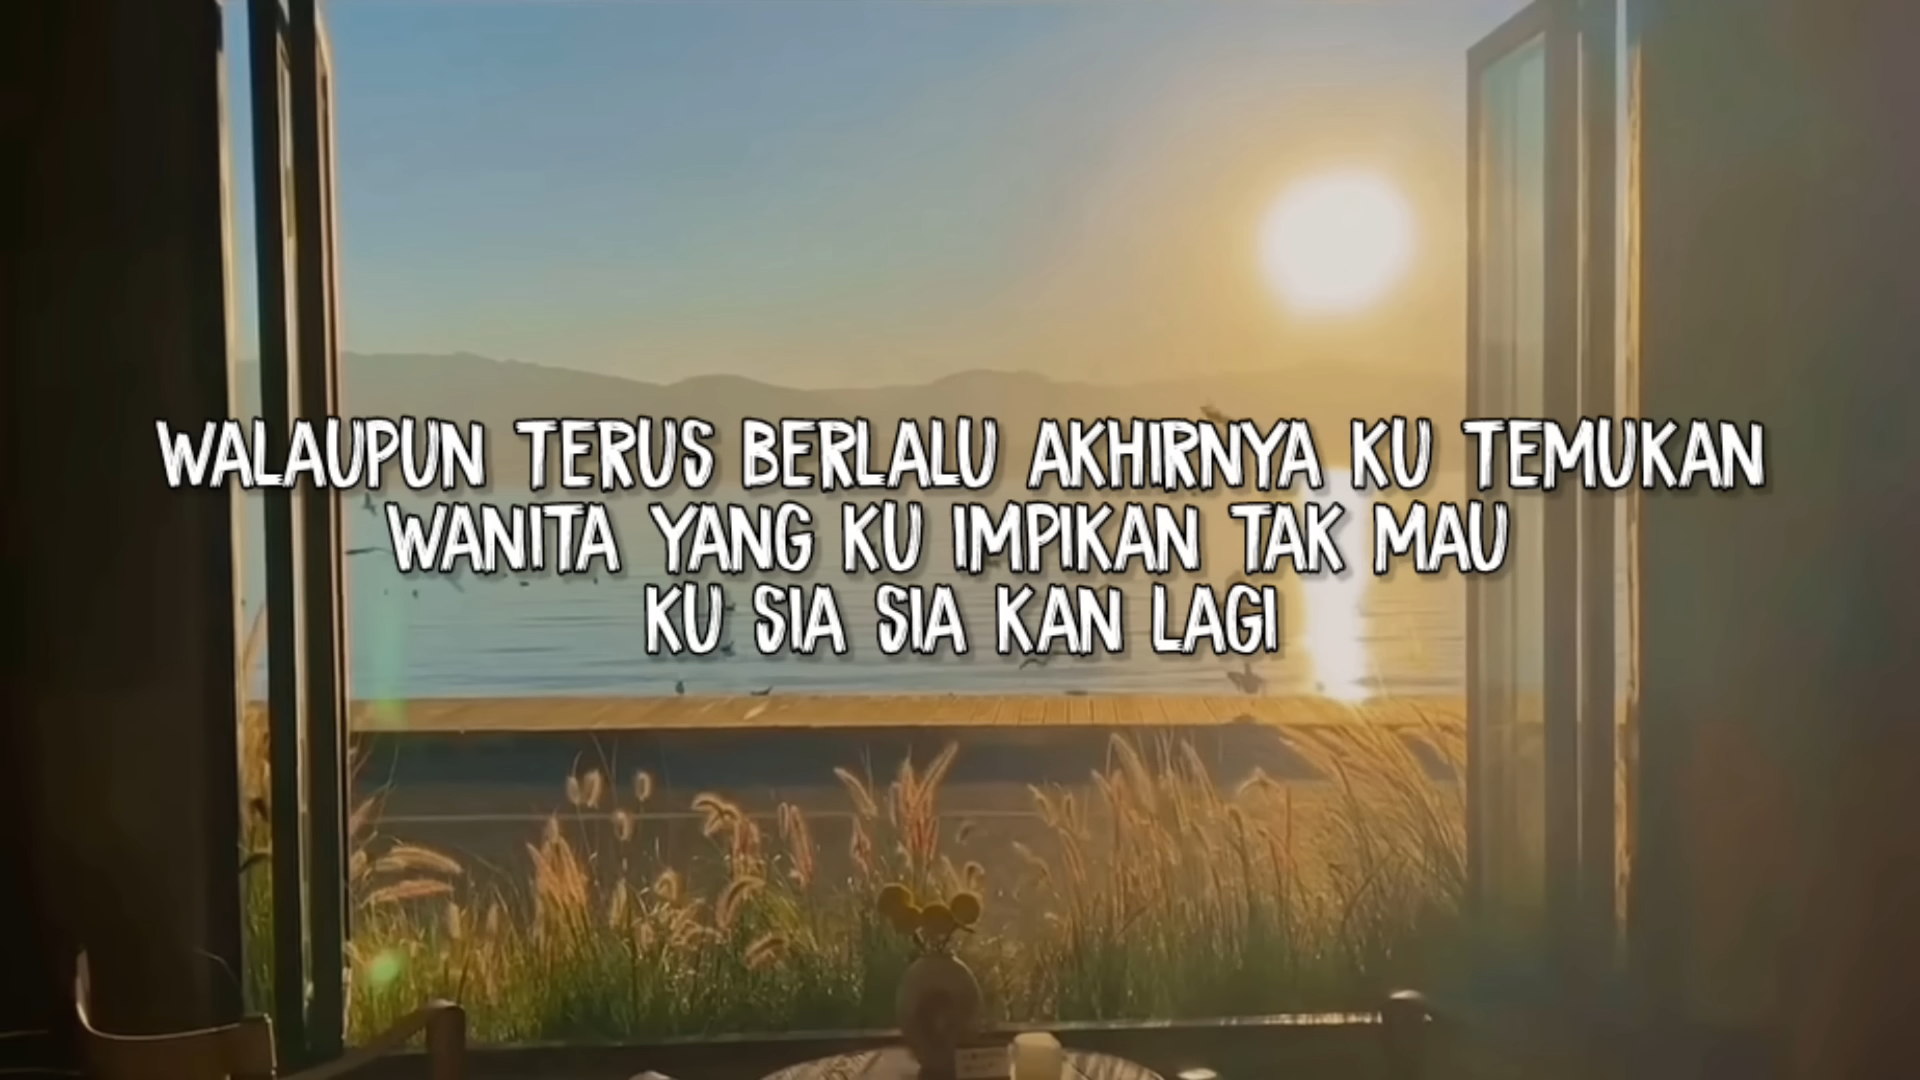 WALAUPUN TERUS BERLALU AKHIRNYA KU TEMUKAN
WANITA YANG KU IMPIKAN TAK MAU
KU SIA SIA KAN LAGI